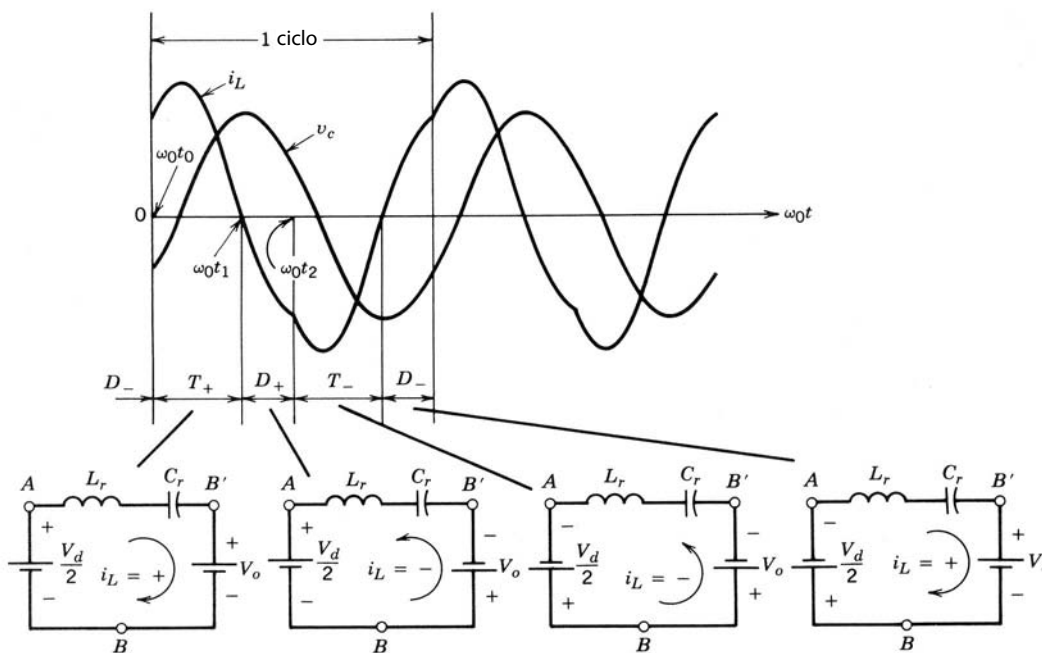 1 ciclo
i_L
v_c
ω₀t₀
0
ω₀t
ω₀t₁
ω₀t₂
D₋ T₊ D₊ T₋ D₋
A L_r C_r B'
+ V_d/2 − i_L = + + V_o −
B
A L_r C_r B'
+ V_d/2 − i_L = − − V_o +
B
A L_r C_r B'
− V_d/2 + i_L = − − V_o +
B
A L_r C_r B'
− V_d/2 + i_L = + + V −
B